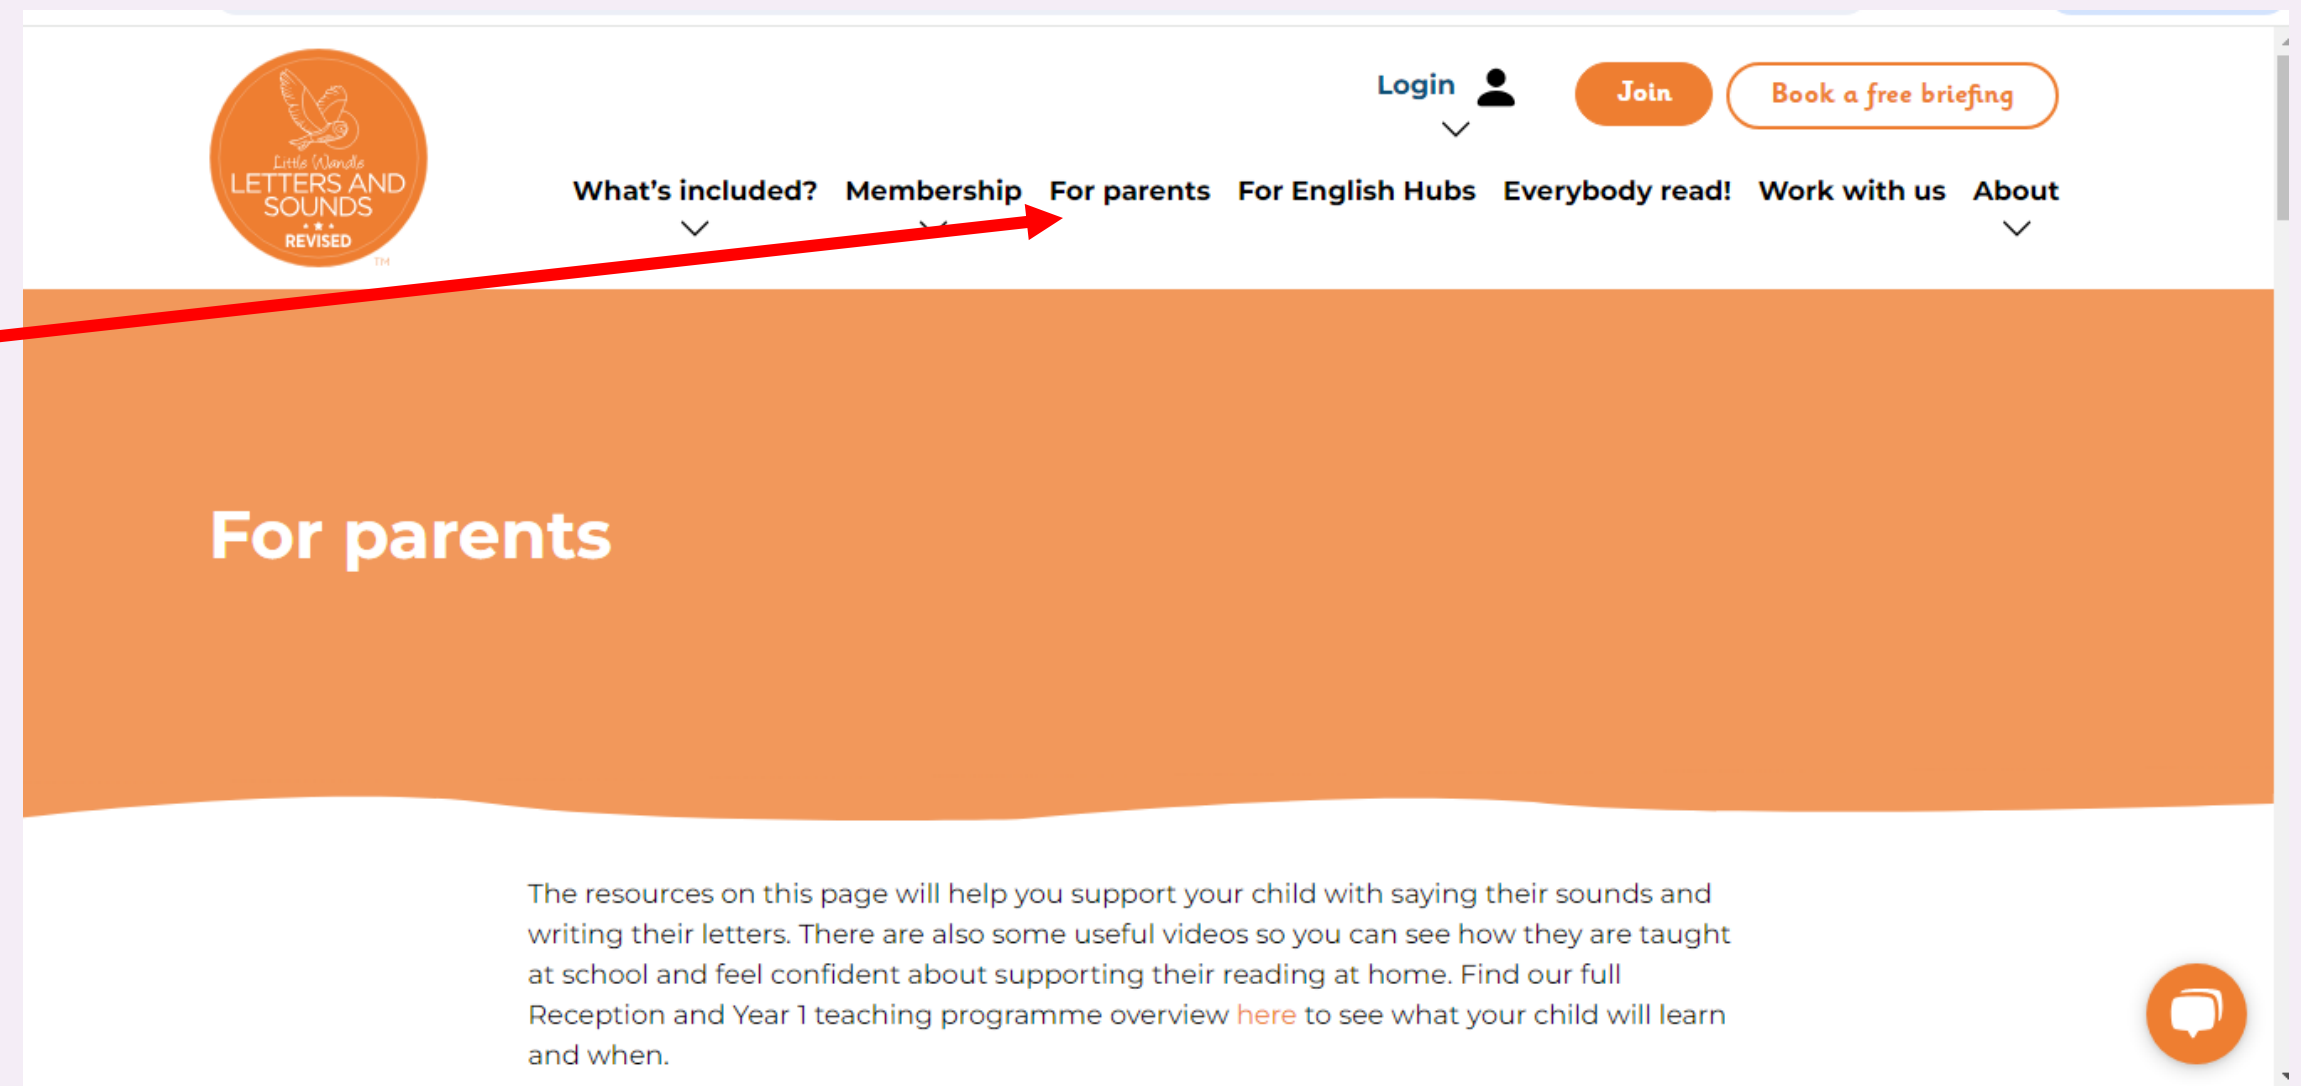 Little Wandle
LETTERS AND
SOUNDS
REVISED
TM
Login
Join
Book a free briefing
What's included? Membership For parents For English Hubs Everybody read! Work with us About
For parents
The resources on this page will help you support your child with saying their sounds and
writing their letters. There are also some useful videos so you can see how they are taught
at school and feel confident about supporting their reading at home. Find our full
Reception and Year 1 teaching programme overview here to see what your child will learn
and when.